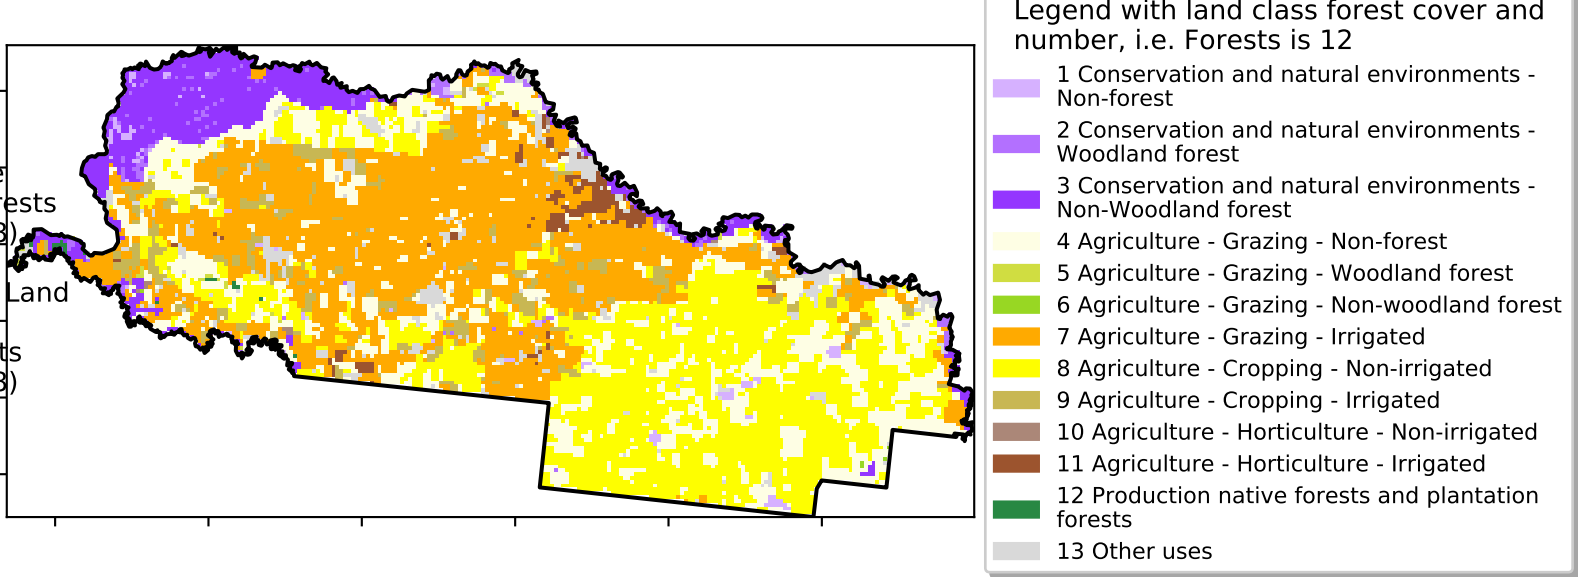 e
rests
3)
Land
ts
3)
Legend with land class forest cover and
number, i.e. Forests is 12
1 Conservation and natural environments -
Non-forest
2 Conservation and natural environments -
Woodland forest
3 Conservation and natural environments -
Non-Woodland forest
4 Agriculture - Grazing - Non-forest
5 Agriculture - Grazing - Woodland forest
6 Agriculture - Grazing - Non-woodland forest
7 Agriculture - Grazing - Irrigated
8 Agriculture - Cropping - Non-irrigated
9 Agriculture - Cropping - Irrigated
10 Agriculture - Horticulture - Non-irrigated
11 Agriculture - Horticulture - Irrigated
12 Production native forests and plantation
forests
13 Other uses